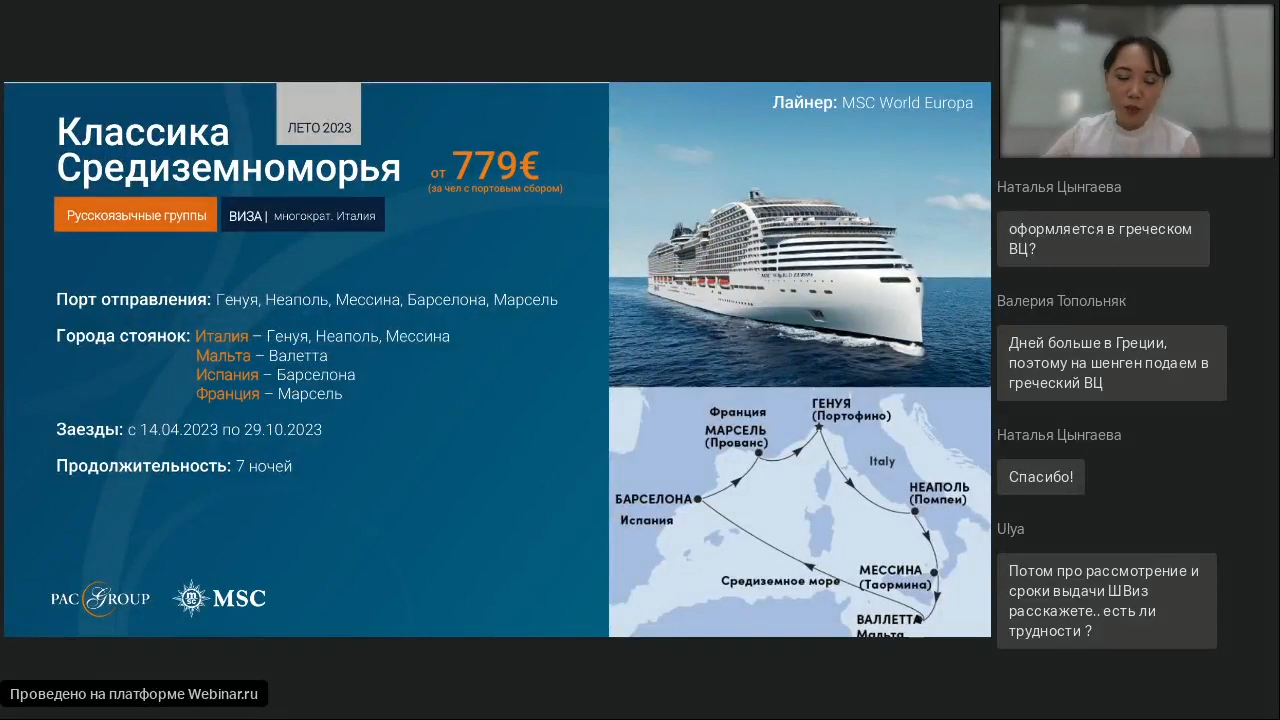 ЛЕТО 2023
Классика
Средиземноморья
от 779€
(за чел с портовым сбором)
Русскоязычные группы
ВИЗА | многократ. Италия
Порт отправления: Генуя, Неаполь, Мессина, Барселона, Марсель
Города стоянок: Италия – Генуя, Неаполь, Мессина
Мальта – Валетта
Испания – Барселона
Франция – Марсель
Заезды: с 14.04.2023 по 29.10.2023
Продолжительность: 7 ночей
PAC GROUP
MSC
Лайнер: MSC World Europa
MSC WORLD EUROPA
Франция
МАРСЕЛЬ
(Прованс)
ГЕНУЯ
(Портофино)
Italy
БАРСЕЛОНА
Испания
НЕАПОЛЬ
(Помпеи)
Средиземное море
МЕССИНА
(Таормина)
ВАЛЛЕТТА
Мальта
Наталья Цынгаева
оформляется в греческом
ВЦ?
Валерия Топольняк
Дней больше в Греции,
поэтому на шенген подаем в
греческий ВЦ
Наталья Цынгаева
Спасибо!
Ulya
Потом про рассмотрение и
сроки выдачи ШВиз
расскажете.. есть ли
трудности ?
Проведено на платформе Webinar.ru